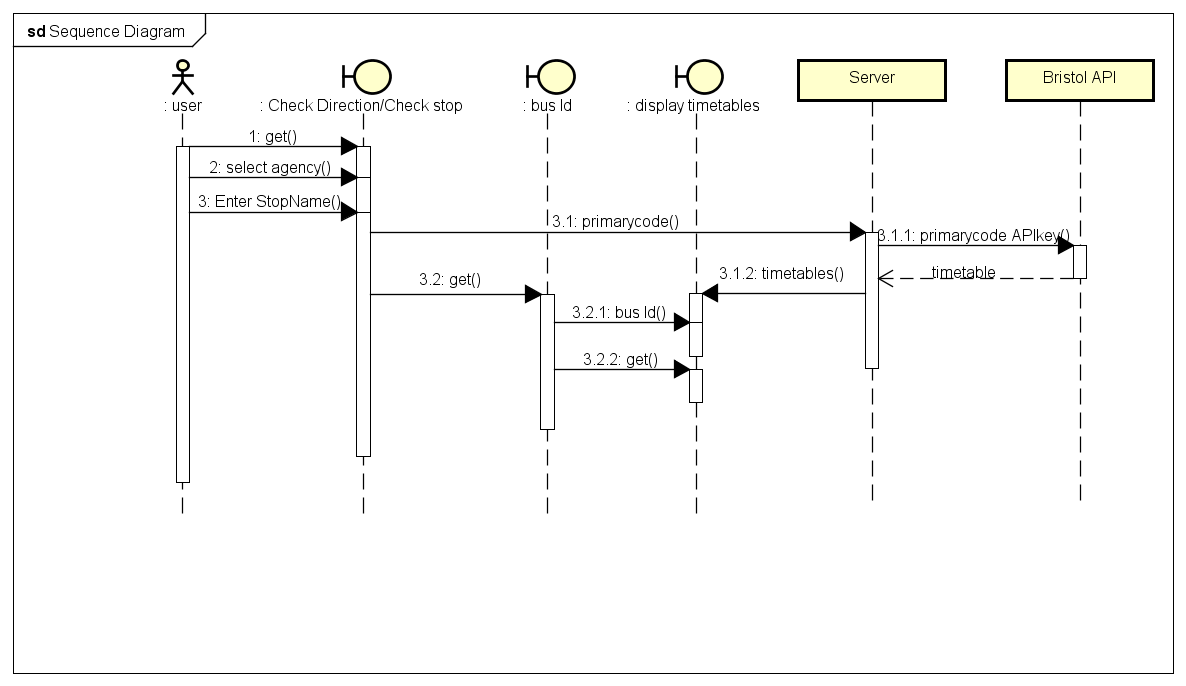 sd Sequence Diagram
: user
: Check Direction/Check stop
: bus Id
: display timetables
Server
Bristol API
1: get()
2: select agency()
3: Enter StopName()
3.1: primarycode()
3.1.1: primarycode APIkey()
timetable
3.1.2: timetables()
3.2: get()
3.2.1: bus Id()
3.2.2: get()